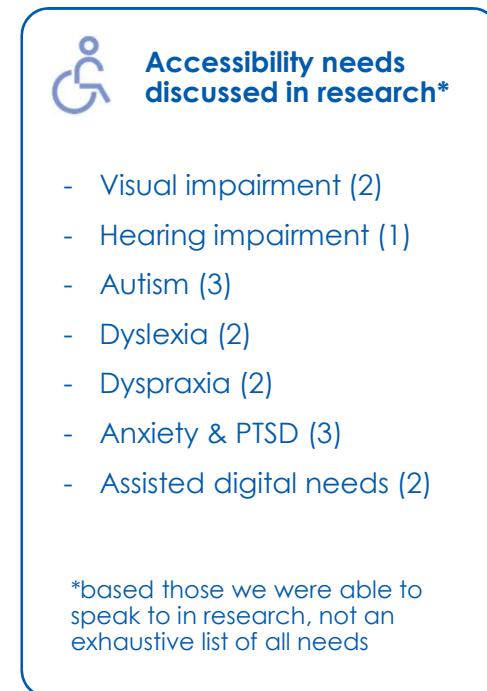 Accessibility needs
discussed in research*
- Visual impairment (2)
- Hearing impairment (1)
- Autism (3)
- Dyslexia (2)
- Dyspraxia (2)
- Anxiety & PTSD (3)
- Assisted digital needs (2)
*based those we were able to
speak to in research, not an
exhaustive list of all needs